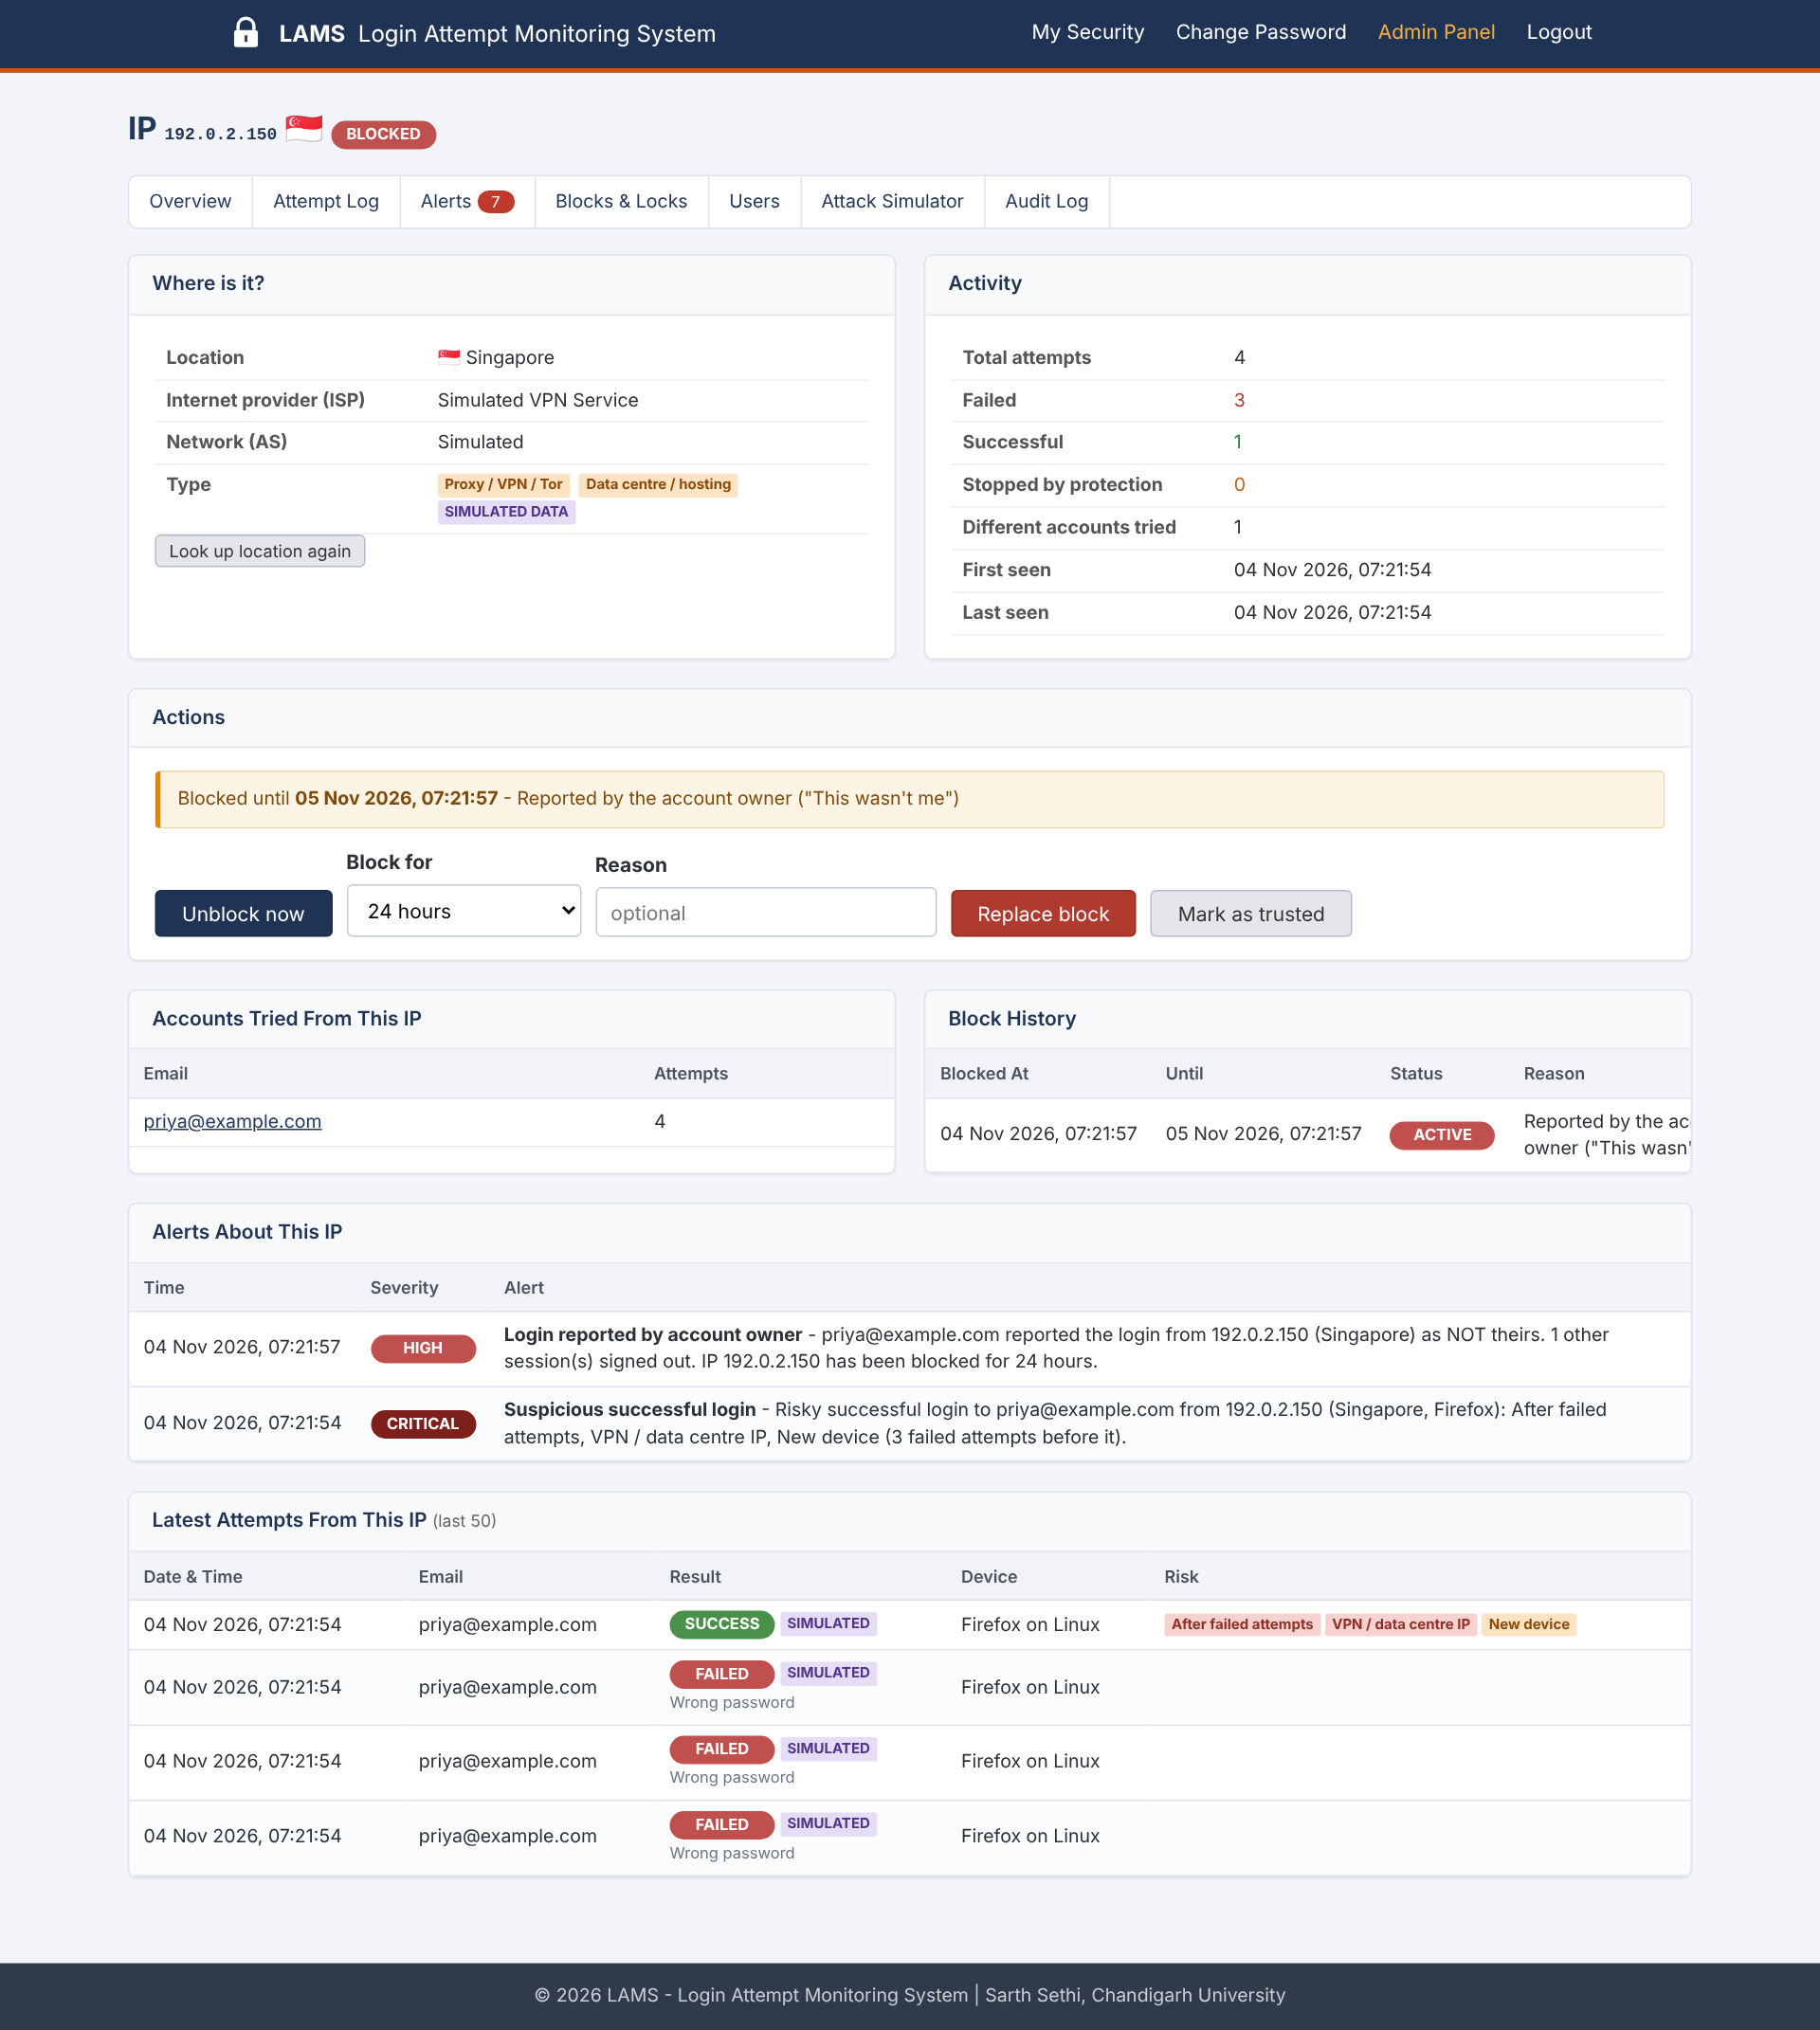 LAMS Login Attempt Monitoring System
My Security Change Password Admin Panel Logout
IP 192.0.2.150 BLOCKED
Overview Attempt Log Alerts 7 Blocks & Locks Users Attack Simulator Audit Log
Where is it?
Location Singapore
Internet provider (ISP) Simulated VPN Service
Network (AS) Simulated
Type Proxy / VPN / Tor Data centre / hosting
SIMULATED DATA
Look up location again
Activity
Total attempts 4
Failed 3
Successful 1
Stopped by protection 0
Different accounts tried 1
First seen 04 Nov 2026, 07:21:54
Last seen 04 Nov 2026, 07:21:54
Actions
Blocked until 05 Nov 2026, 07:21:57 - Reported by the account owner ("This wasn't me")
Block for Reason
Unblock now 24 hours optional Replace block Mark as trusted
Accounts Tried From This IP
Email Attempts
priya@example.com 4
Block History
Blocked At Until Status Reason
04 Nov 2026, 07:21:57 05 Nov 2026, 07:21:57 ACTIVE Reported by the
owner ("This wasn'
Alerts About This IP
Time Severity Alert
04 Nov 2026, 07:21:57 HIGH Login reported by account owner - priya@example.com reported the login from 192.0.2.150 (Singapore) as NOT theirs. 1 other
session(s) signed out. IP 192.0.2.150 has been blocked for 24 hours.
04 Nov 2026, 07:21:54 CRITICAL Suspicious successful login - Risky successful login to priya@example.com from 192.0.2.150 (Singapore, Firefox): After failed
attempts, VPN / data centre IP, New device (3 failed attempts before it).
Latest Attempts From This IP (last 50)
Date & Time Email Result Device Risk
04 Nov 2026, 07:21:54 priya@example.com SUCCESS SIMULATED Firefox on Linux After failed attempts VPN / data centre IP New device
04 Nov 2026, 07:21:54 priya@example.com FAILED SIMULATED Firefox on Linux
Wrong password
04 Nov 2026, 07:21:54 priya@example.com FAILED SIMULATED Firefox on Linux
Wrong password
04 Nov 2026, 07:21:54 priya@example.com FAILED SIMULATED Firefox on Linux
Wrong password
© 2026 LAMS - Login Attempt Monitoring System | Sarth Sethi, Chandigarh University